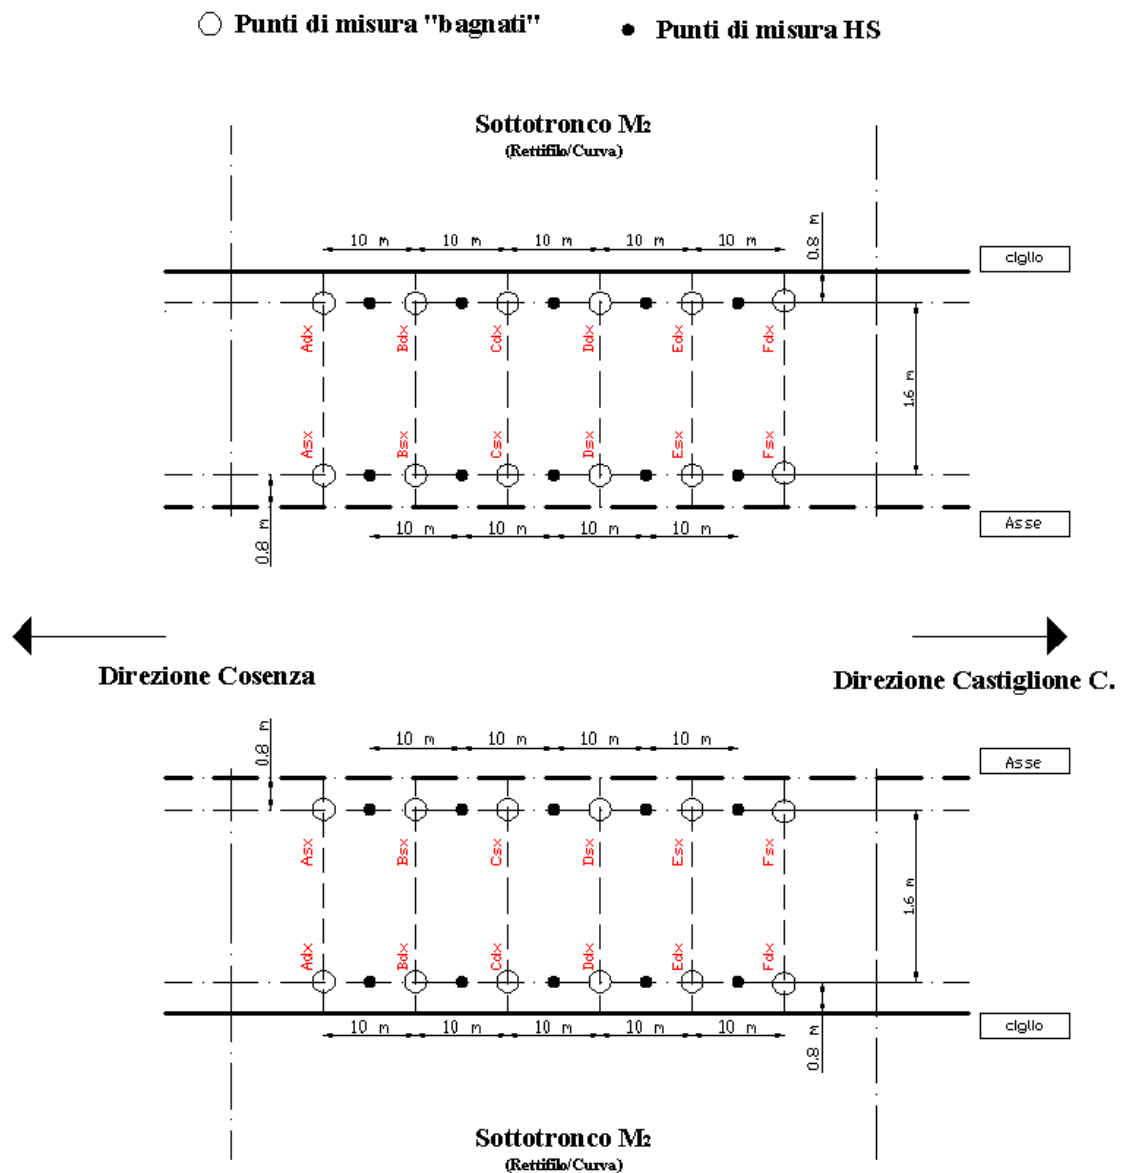 Punti di misura "bagnati"
Punti di misura HS
Sottotronco M₂
(Rettifilo/Curva)
10 m 10 m 10 m 10 m 10 m
0.8 m
ciglio
Adx Bdx Cdx Ddx Edx Fdx
1.6 m
Asx Bsx Csx Dsx Esx Fsx
Asse
0.8 m
10 m 10 m 10 m 10 m
Direzione Cosenza
Direzione Castiglione C.
0.8 m
10 m 10 m 10 m 10 m
Asse
Asx Bsx Csx Dsx Esx Fsx
1.6 m
Adx Bdx Cdx Ddx Edx Fdx
10 m 10 m 10 m 10 m 10 m
ciglio
0.8 m
Sottotronco M₂
(Rettifilo/Curva)